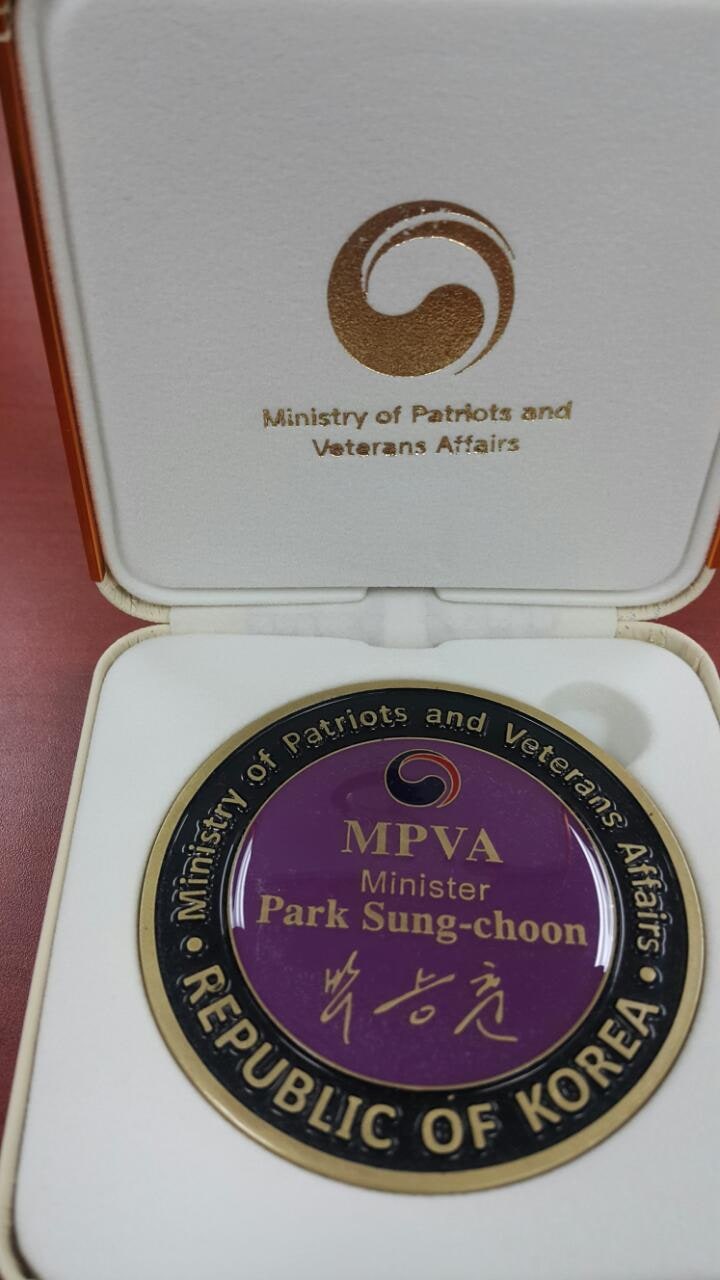 Ministry of Patriots and
Veterans Affairs
Ministry of Patriots and Veterans Affairs
MPVA
Minister
Park Sung-choon
REPUBLIC OF KOREA